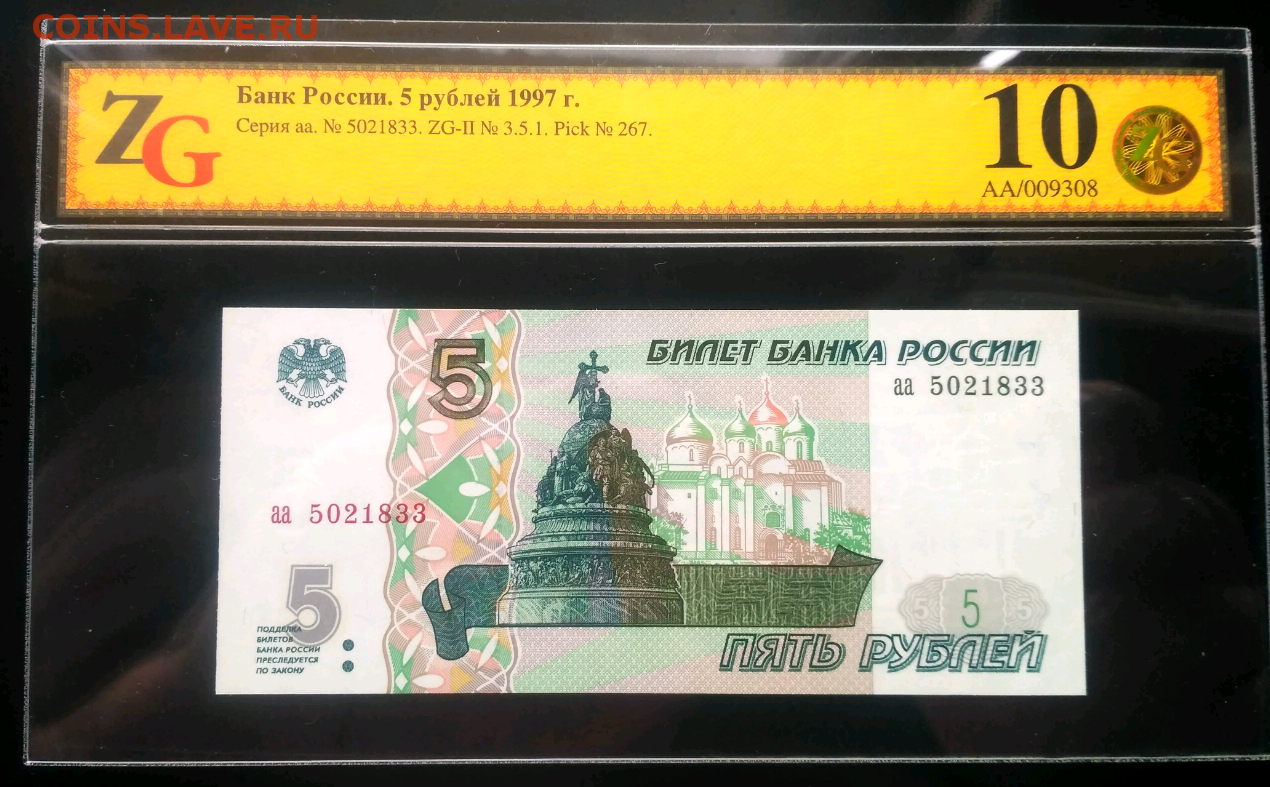 COINS.LAVE.RU
ZG
Банк России. 5 рублей 1997 г.
Серия аа. № 5021833. ZG-II № 3.5.1. Pick № 267.
10
АА/009308
БАНК РОССИИ
5
БИЛЕТ БАНКА РОССИИ
аа 5021833
аа 5021833
5
ПОДДЕЛКА
БИЛЕТОВ
БАНКА РОССИИ
ПРЕСЛЕДУЕТСЯ
ПО ЗАКОНУ
5 5 5
ПЯТЬ РУБЛЕЙ